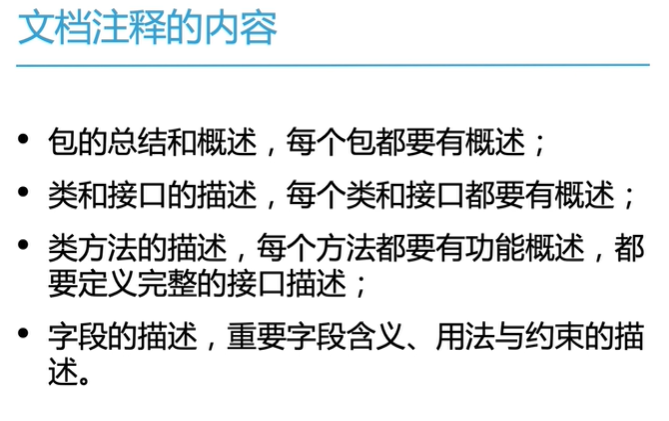 文档注释的内容
• 包的总结和概述，每个包都要有概述；
• 类和接口的描述，每个类和接口都要有概述；
• 类方法的描述，每个方法都要有功能概述，都
要定义完整的接口描述；
• 字段的描述，重要字段含义、用法与约束的描
述。